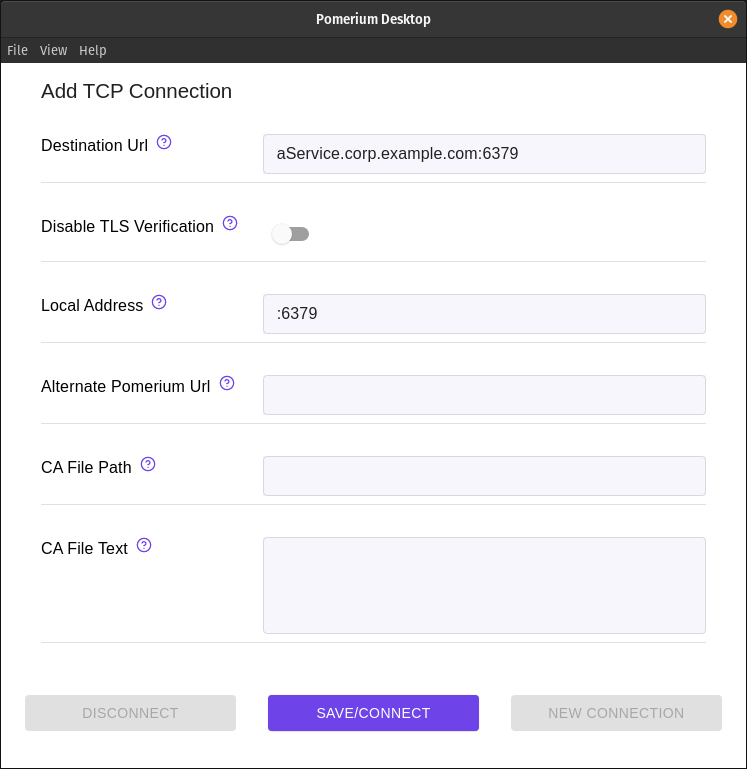 Pomerium Desktop
File View Help
Add TCP Connection
Destination Url
aService.corp.example.com:6379
Disable TLS Verification
Local Address
:6379
Alternate Pomerium Url
CA File Path
CA File Text
DISCONNECT
SAVE/CONNECT
NEW CONNECTION